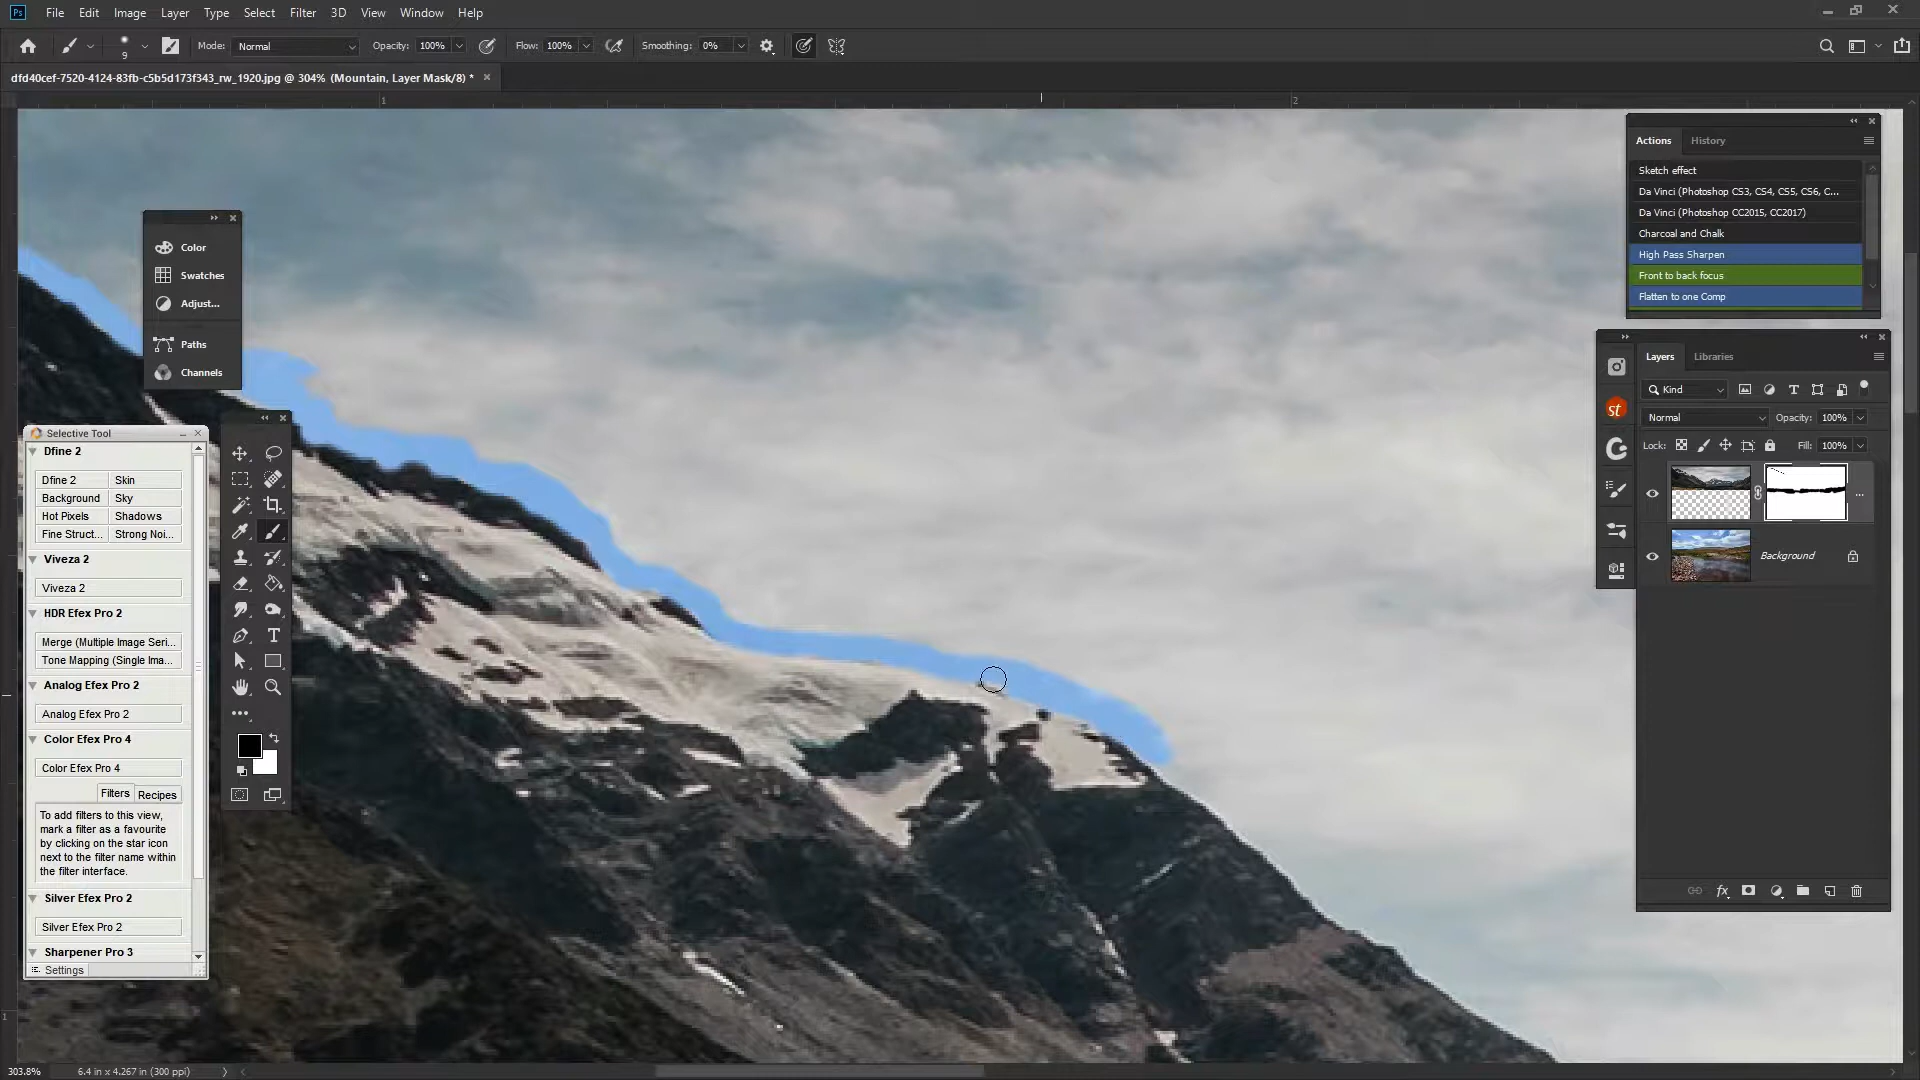 Ps File Edit Image Layer Type Select Filter 3D View Window Help
9 Mode: Normal Opacity: 100% Flow: 100% Smoothing: 0%
dfd40cef-7520-4124-83fb-c5b5d173f343_rw_1920.jpg @ 304% (Mountain, Layer Mask/8) *
1 2
Color
Swatches
Adjust...
Paths
Channels
Selective Tool
Dfine 2
Dfine 2 Skin
Background Sky
Hot Pixels Shadows
Fine Struct... Strong Noi...
Viveza 2
Viveza 2
HDR Efex Pro 2
Merge (Multiple Image Seri...
Tone Mapping (Single Ima...
Analog Efex Pro 2
Analog Efex Pro 2
Color Efex Pro 4
Color Efex Pro 4
Filters Recipes
To add filters to this view,
mark a filter as a favourite
by clicking on the star icon
next to the filter name within
the filter interface.
Silver Efex Pro 2
Silver Efex Pro 2
Sharpener Pro 3
Settings
Actions History
Sketch effect
Da Vinci (Photoshop CS3, CS4, CS5, CS6, C...
Da Vinci (Photoshop CC2015, CC2017)
Charcoal and Chalk
High Pass Sharpen
Front to back focus
Flatten to one Comp
st
Layers Libraries
Kind
Normal Opacity: 100%
Lock: Fill: 100%
...
Background
fx
1
303.8% 6.4 in x 4.267 in (300 ppi)